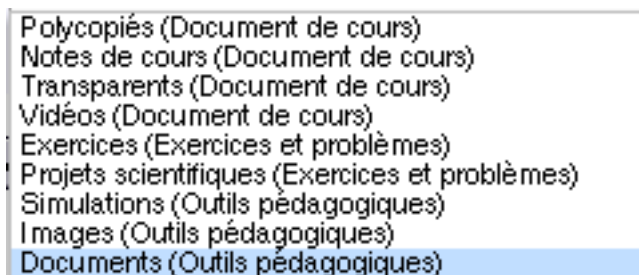 Polycopiés (Document de cours)
Notes de cours (Document de cours)
Transparents (Document de cours)
Vidéos (Document de cours)
Exercices (Exercices et problèmes)
Projets scientifiques (Exercices et problèmes)
Simulations (Outils pédagogiques)
Images (Outils pédagogiques)
Documents (Outils pédagogiques)